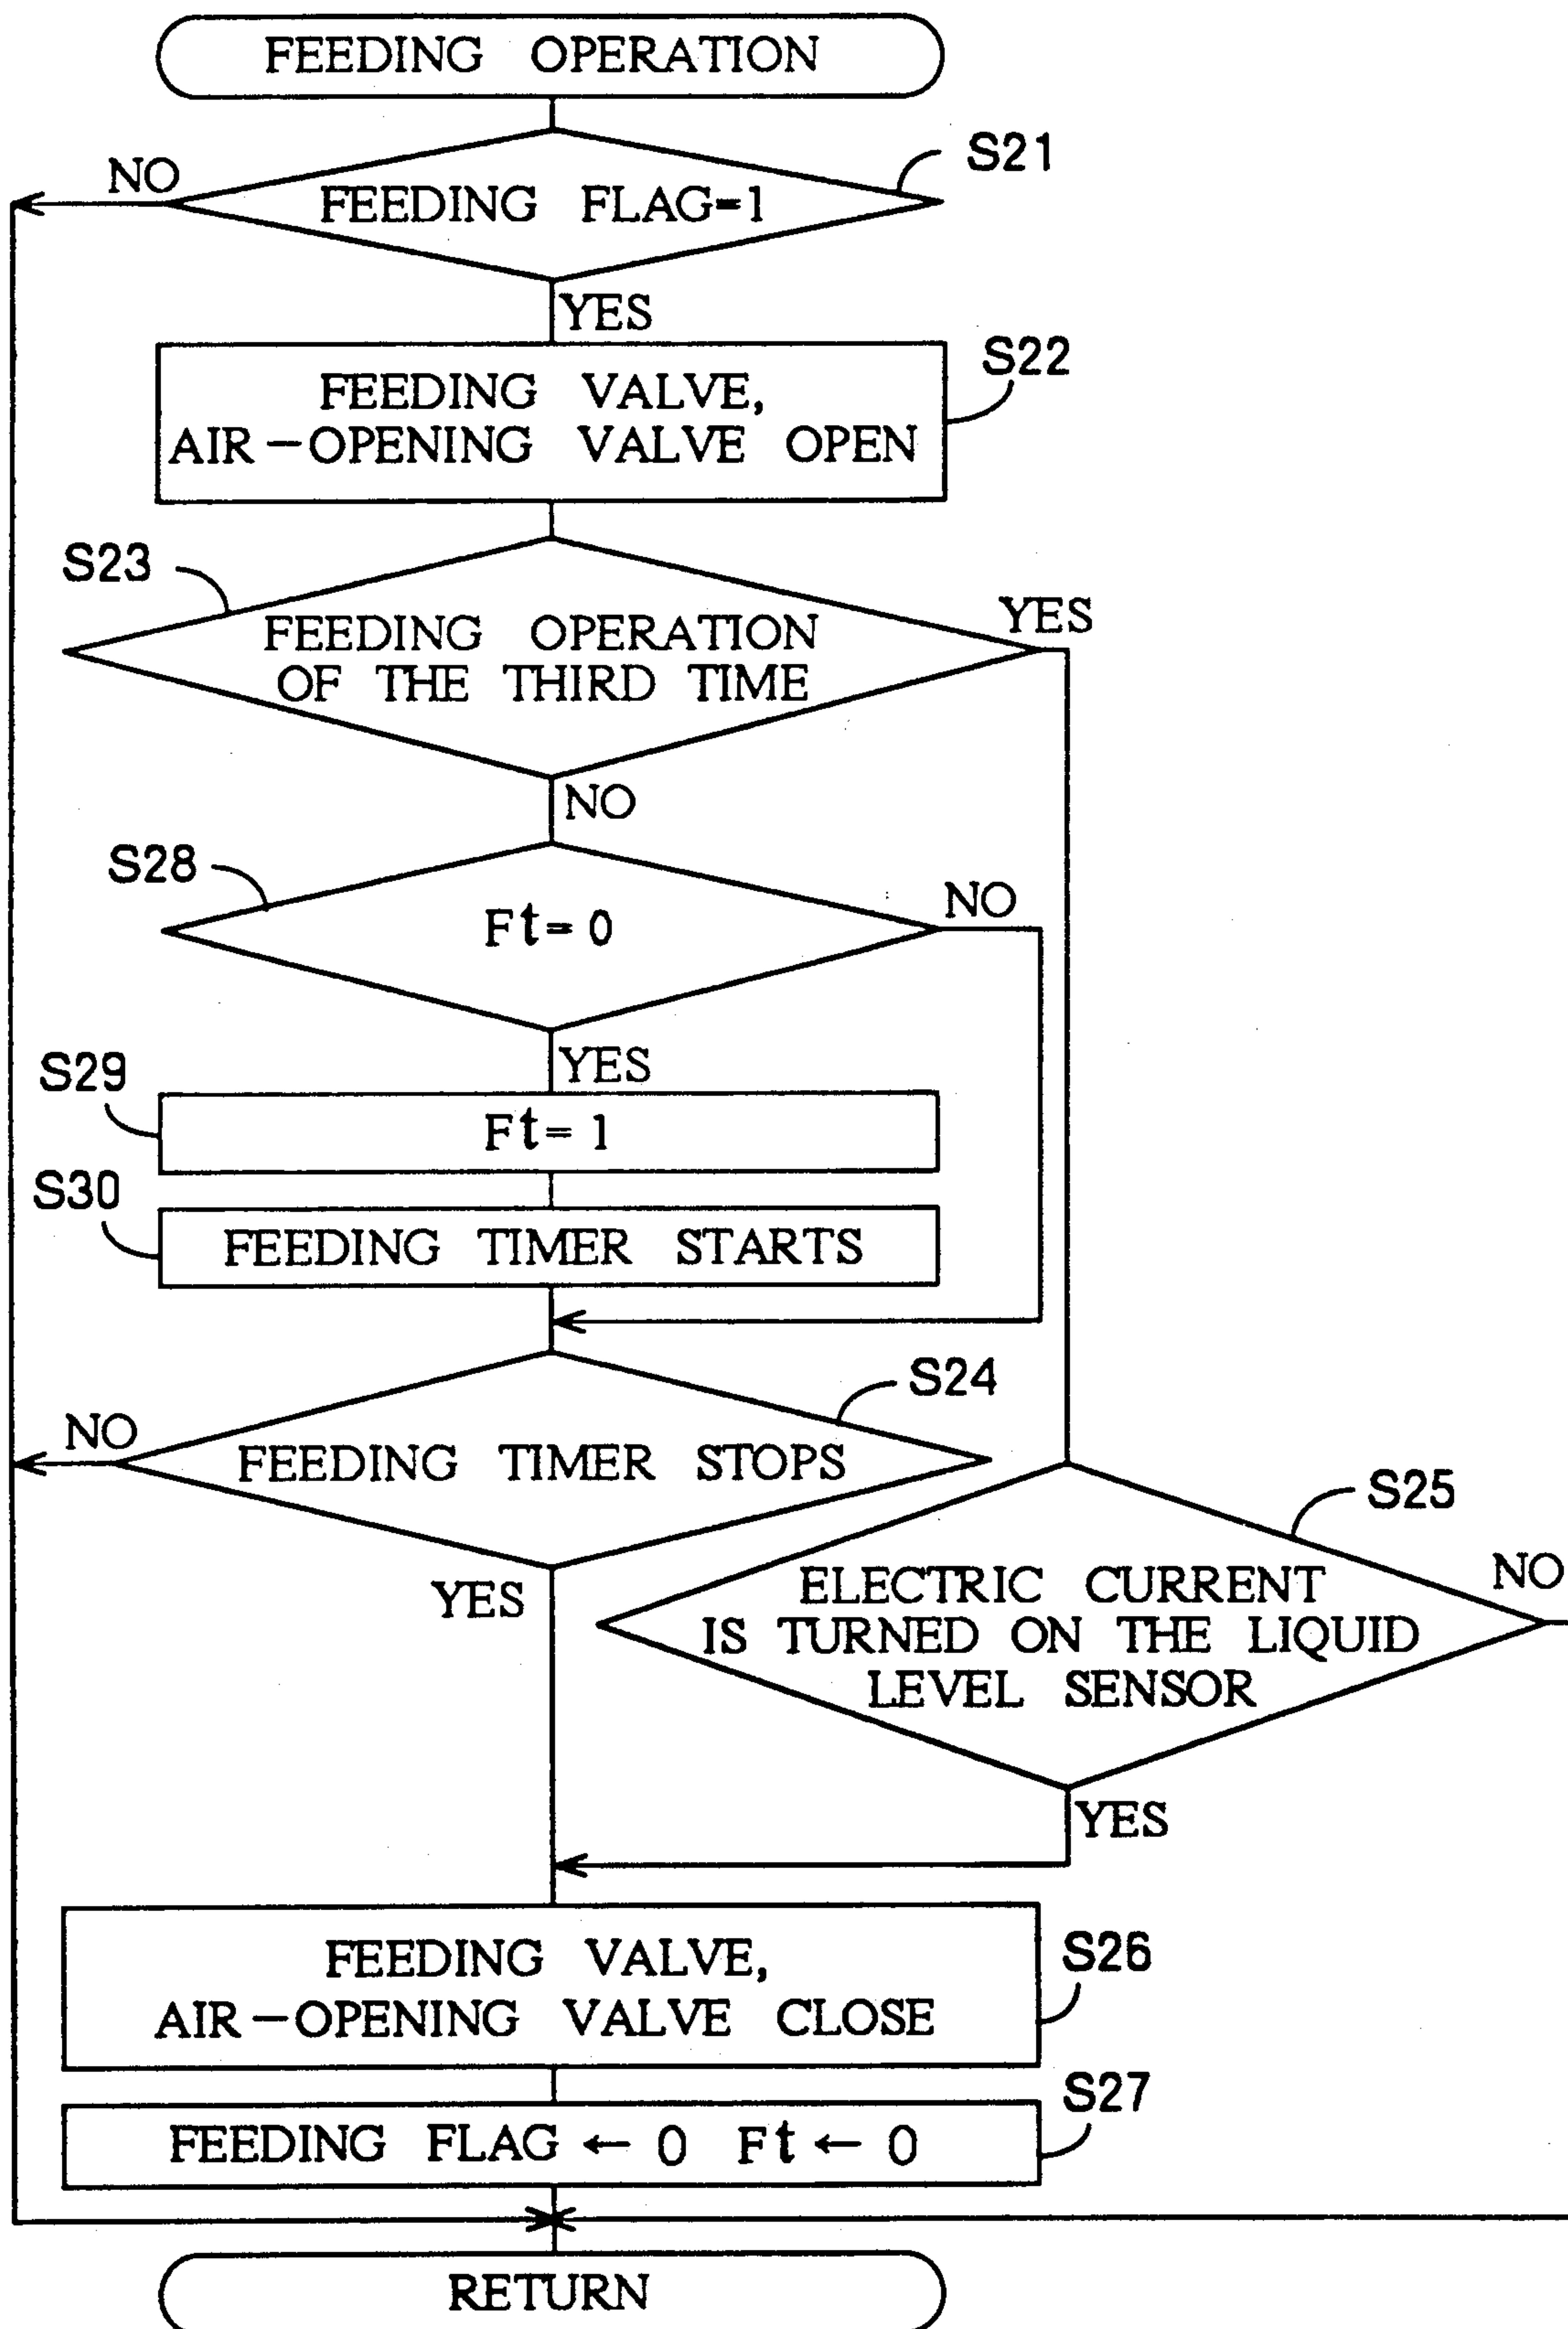 FEEDING OPERATION
S21
NO
FEEDING FLAG=1
YES
S22
FEEDING VALVE,
AIR-OPENING VALVE OPEN
S23
YES
FEEDING OPERATION
OF THE THIRD TIME
NO
S28
NO
Ft=0
YES
S29
Ft=1
S30
FEEDING TIMER STARTS
S24
NO
FEEDING TIMER STOPS
S25
YES
NO
ELECTRIC CURRENT
IS TURNED ON THE LIQUID
LEVEL SENSOR
YES
FEEDING VALVE,
AIR-OPENING VALVE CLOSE
S26
S27
FEEDING FLAG ← 0 Ft ← 0
RETURN